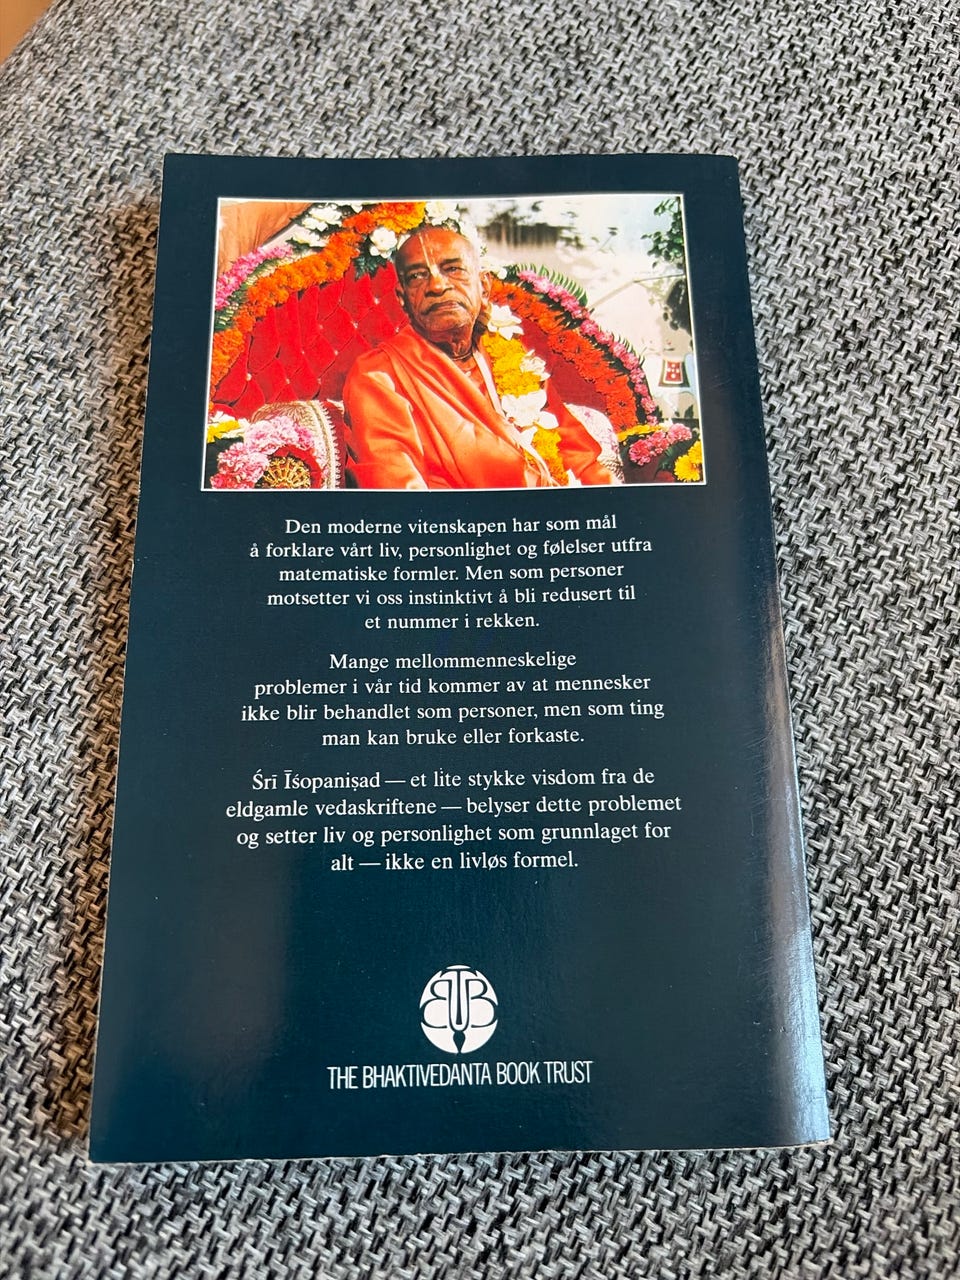 Den moderne vitenskapen har som mål
å forklare vårt liv, personlighet og følelser utfra
matematiske formler. Men som personer
motsetter vi oss instinktivt å bli redusert til
et nummer i rekken.
Mange mellommenneskelige
problemer i vår tid kommer av at mennesker
ikke blir behandlet som personer, men som ting
man kan bruke eller forkaste.
Śrī Īśopaniṣad — et lite stykke visdom fra de
eldgamle vedaskriftene — belyser dette problemet
og setter liv og personlighet som grunnlaget for
alt — ikke en livløs formel.
BTB
THE BHAKTIVEDANTA BOOK TRUST